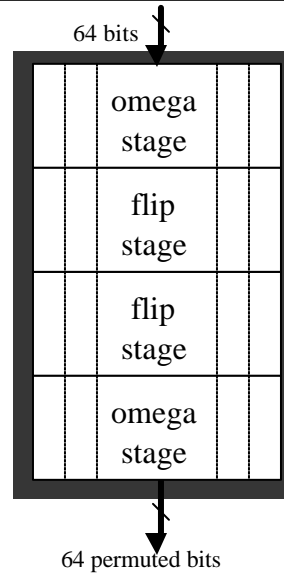 64 bits
omega
stage
flip
stage
flip
stage
omega
stage
64 permuted bits